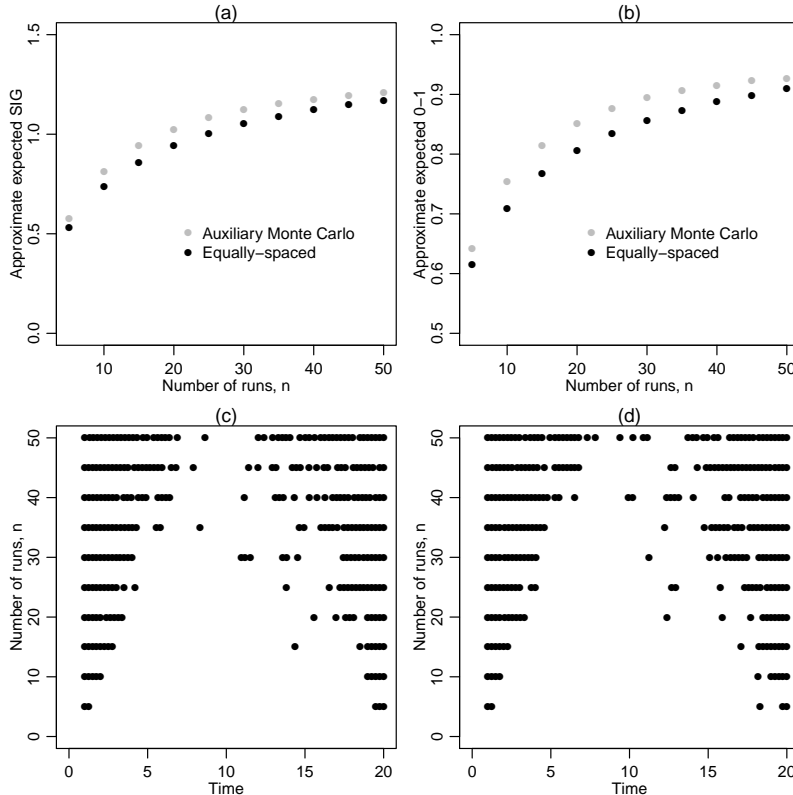 (a)
Approximate expected SIG
0.0 0.5 1.0 1.5
Auxiliary Monte Carlo
Equally−spaced
10 20 30 40 50
Number of runs, n
(b)
Approximate expected 0−1
0.5 0.6 0.7 0.8 0.9 1.0
Auxiliary Monte Carlo
Equally−spaced
10 20 30 40 50
Number of runs, n
(c)
Number of runs, n
0 10 20 30 40 50
0 5 10 15 20
Time
(d)
Number of runs, n
0 10 20 30 40 50
0 5 10 15 20
Time